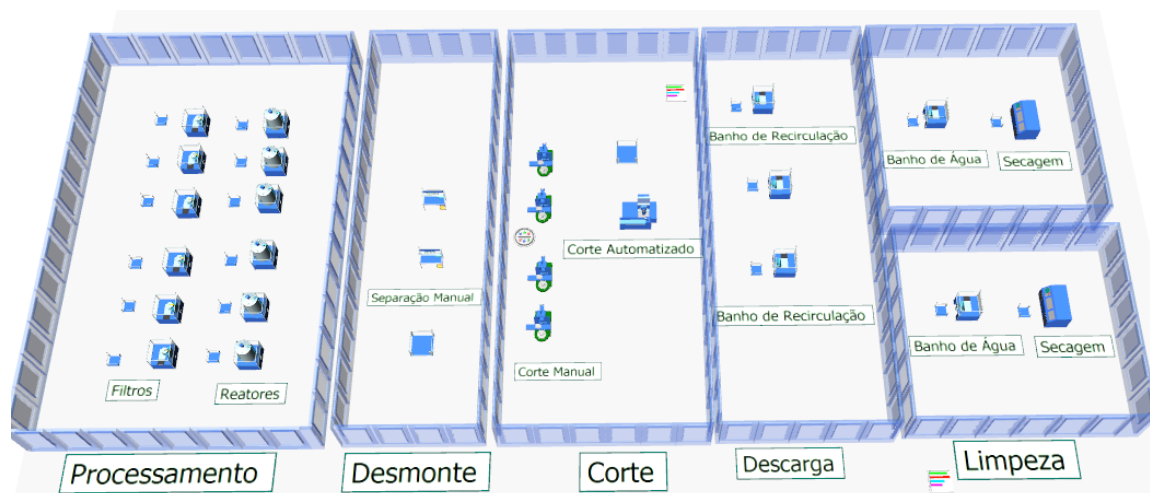 Banho de Recirculação
Banho de Água
Secagem
Corte Automatizado
Separação Manual
Banho de Recirculação
Banho de Água
Secagem
Corte Manual
Filtros
Reatores
Processamento
Desmonte
Corte
Descarga
Limpeza